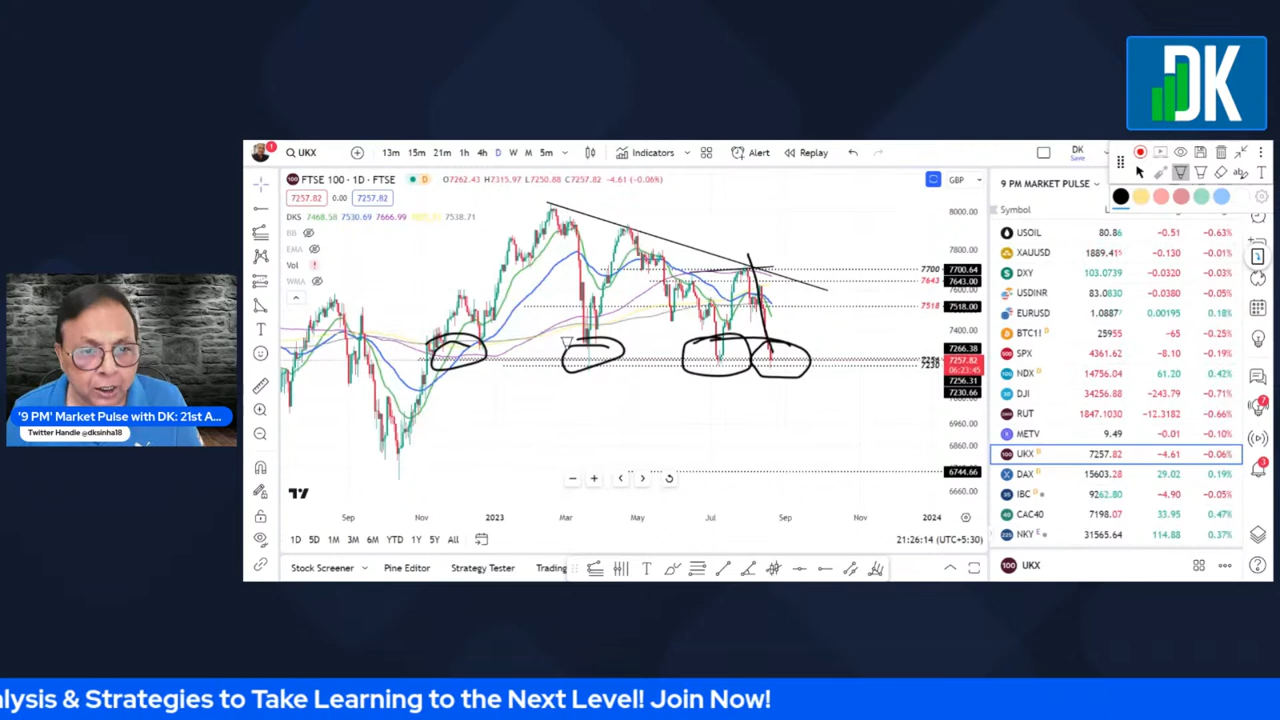 DK
UKX
13m 15m 21m 1h 4h D W M 5m
Indicators
Alert
Replay
DK
Save
FTSE 100 · 1D · FTSE
D
O7262.43 H7315.97 L7250.88 C7257.82 -4.61 (-0.06%)
GBP
7257.82 0.00 7257.82
DKS 7468.58 7530.69 7666.99 7538.71
BB
EMA
Vol
WMA
8000.00
7800.00
7700 7700.64
7643 7643.00
7600.00
7518 7518.00
7400.00
7266.38
7257.82
06:23:45
7256.31
7230 7230.66
6960.00
6860.00
6744.66
6660.00
Sep Nov 2023 Mar May Jul Sep Nov 2024
1D 5D 1M 3M 6M YTD 1Y 5Y All
21:26:14 (UTC+5:30)
Stock Screener
Pine Editor
Strategy Tester
Trading
9 PM MARKET PULSE
Symbol
USOIL 80.86 -0.51 -0.63%
XAUUSD 1889.415 -0.130 -0.01%
DXY 103.0739 -0.0320 -0.03%
USDINR 83.0830 -0.0380 -0.05%
EURUSD 1.0887⁷ 0.00195 0.18%
BTC1! D 25955 -65 -0.25%
SPX 4361.62 -8.10 -0.19%
NDX 14756.04 61.20 0.42%
DJI 34256.88 -243.79 -0.71%
RUT 1847.1030 -12.3182 -0.66%
METV 9.49 -0.01 -0.10%
UKX D 7257.82 -4.61 -0.06%
DAX D 15603.28 29.02 0.19%
IBC D 9262.80 -4.90 -0.05%
CAC40 7198.07 33.95 0.47%
NKY E 31565.64 114.88 0.37%
UKX
'9 PM' Market Pulse with DK: 21st A...
Twitter Handle @dksinha18
alysis & Strategies to Take Learning to the Next Level! Join Now!